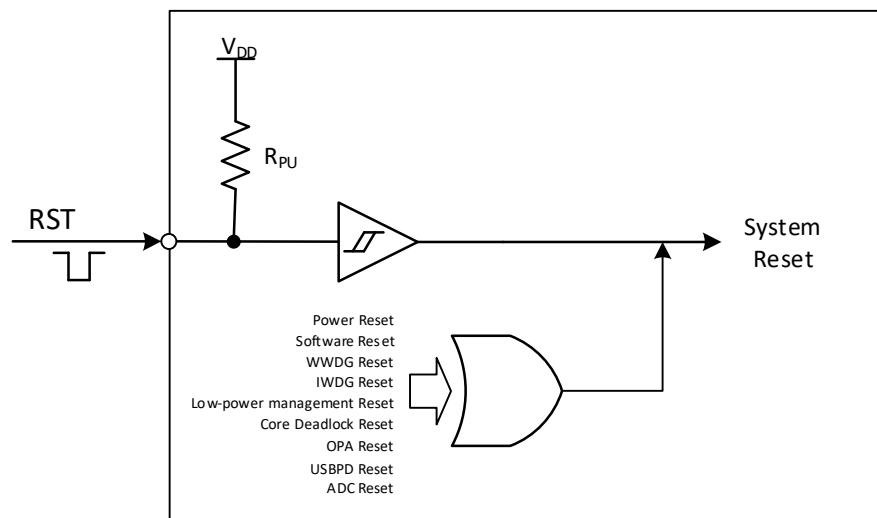 VDD
RPU
RST
System
Reset
Power Reset
Software Reset
WWDG Reset
IWDG Reset
Low-power management Reset
Core Deadlock Reset
OPA Reset
USBPD Reset
ADC Reset